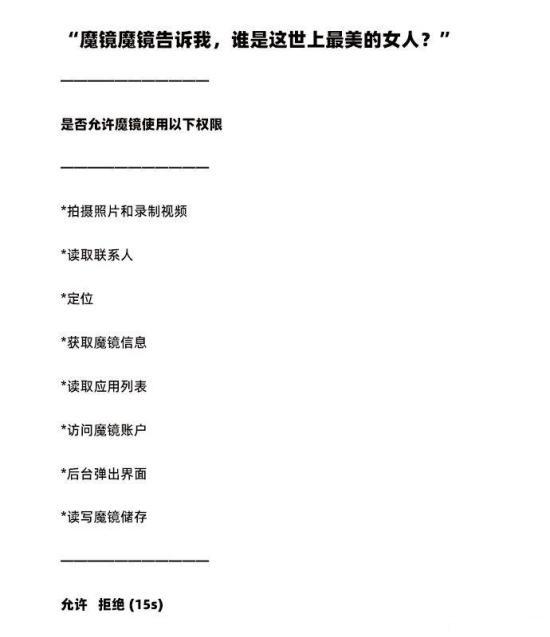 “魔镜魔镜告诉我，谁是这世上最美的女人？”
———————————
是否允许魔镜使用以下权限
———————————
*拍摄照片和录制视频
*读取联系人
*定位
*获取魔镜信息
*读取应用列表
*访问魔镜账户
*后台弹出界面
*读写魔镜储存
———————————
允许 拒绝 (15s)